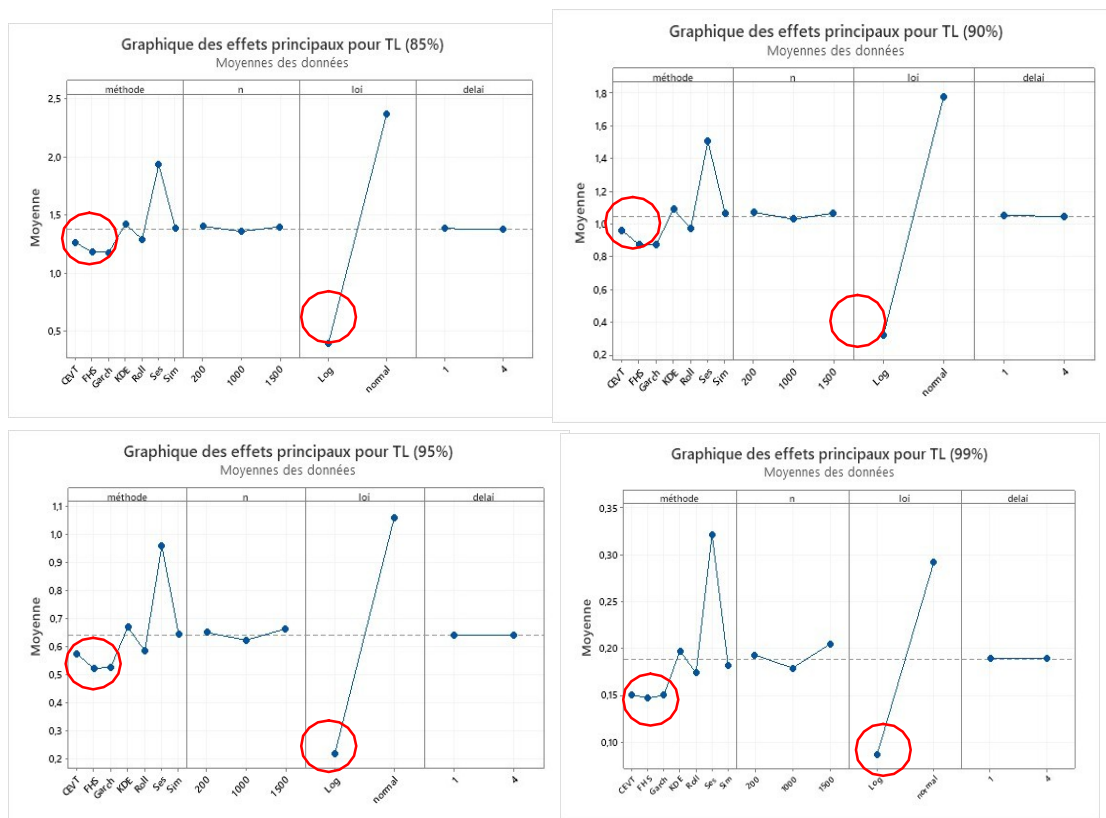 Graphique des effets principaux pour TL (85%)
Moyennes des données
méthode n loi delai
Moyenne
2,5
2,0
1,5
1,0
0,5
CEVT FHS Garch KDE Roll Ses Sim 200 1000 1500 Log normal 1 4
Graphique des effets principaux pour TL (90%)
Moyennes des données
méthode n loi delai
Moyenne
1,8
1,6
1,4
1,2
1,0
0,8
0,6
0,4
0,2
CEVT FHS Garch KDE Roll Ses Sim 200 1000 1500 Log normal 1 4
Graphique des effets principaux pour TL (95%)
Moyennes des données
méthode n loi delai
Moyenne
1,1
1,0
0,9
0,8
0,7
0,6
0,5
0,4
0,3
0,2
CEVT FHS Garch KDE Roll Ses Sim 200 1000 1500 Log normal 1 4
Graphique des effets principaux pour TL (99%)
Moyennes des données
méthode n loi delai
Moyenne
0,35
0,30
0,25
0,20
0,15
0,10
CEVT FHS Garch KDE Roll Ses Sim 200 1000 1500 Log normal 1 4